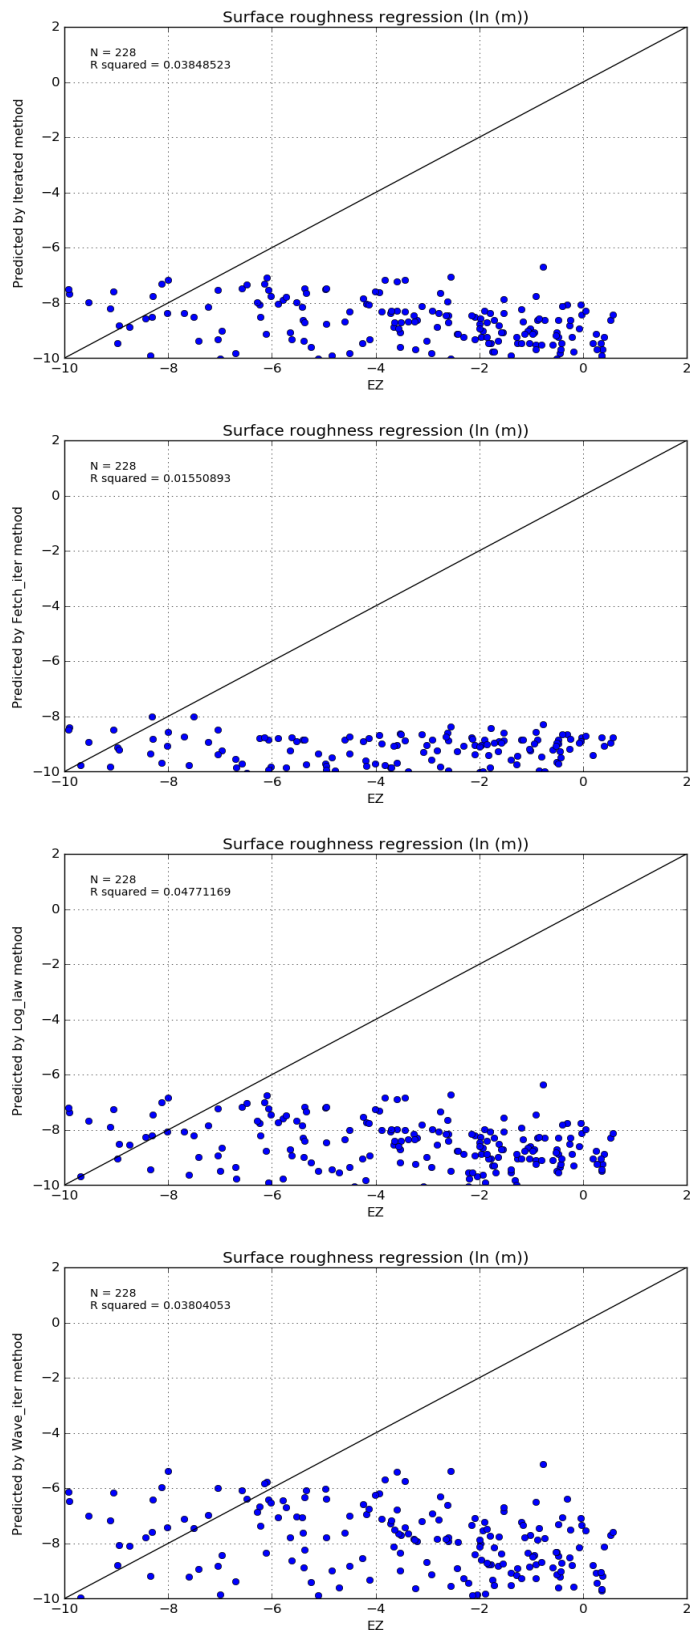 Surface roughness regression (ln (m))
N = 228
R squared = 0.03848523
2
0
−2
−4
−6
−8
−10
Predicted by Iterated method
−10 −8 −6 −4 −2 0 2
EZ
Surface roughness regression (ln (m))
N = 228
R squared = 0.01550893
2
0
−2
−4
−6
−8
−10
Predicted by Fetch_iter method
−10 −8 −6 −4 −2 0 2
EZ
Surface roughness regression (ln (m))
N = 228
R squared = 0.04771169
2
0
−2
−4
−6
−8
−10
Predicted by Log_law method
−10 −8 −6 −4 −2 0 2
EZ
Surface roughness regression (ln (m))
N = 228
R squared = 0.03804053
2
0
−2
−4
−6
−8
−10
Predicted by Wave_iter method
−10 −8 −6 −4 −2 0 2
EZ